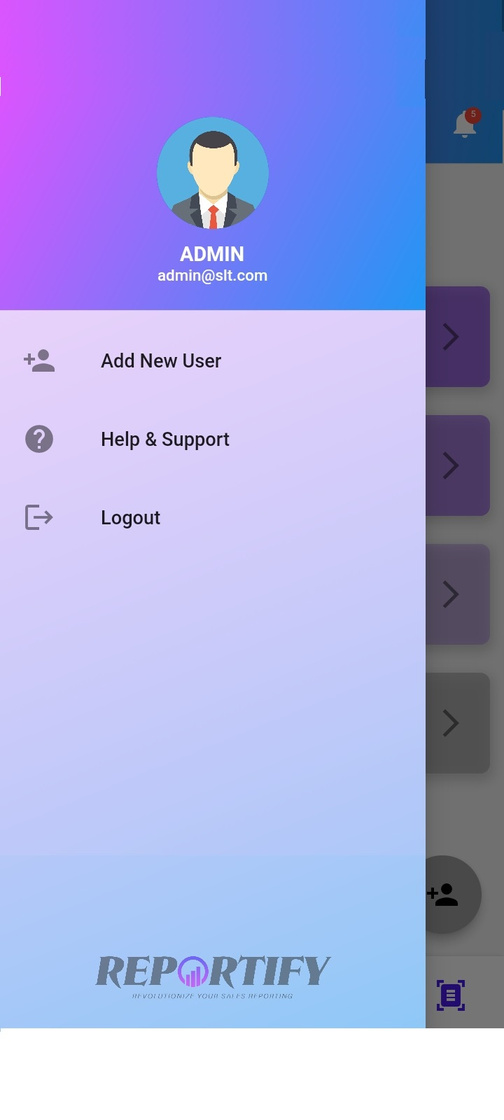 5
ADMIN
admin@slt.com
Add New User
Help & Support
Logout
REPORTIFY
REVOLUTIONIZE YOUR SALES REPORTING